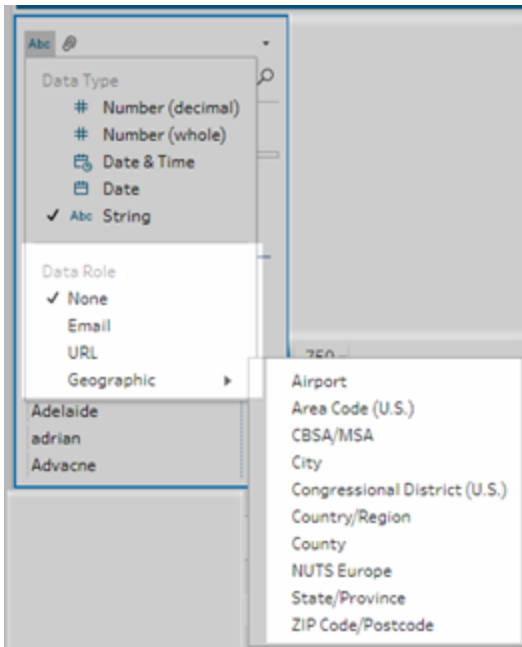 Abc
Data Type
# Number (decimal)
# Number (whole)
Date & Time
Date
✓ Abc String
Data Role
✓ None
Email
URL
Geographic
750
Adelaide
adrian
Advacne
Airport
Area Code (U.S.)
CBSA/MSA
City
Congressional District (U.S.)
Country/Region
County
NUTS Europe
State/Province
ZIP Code/Postcode